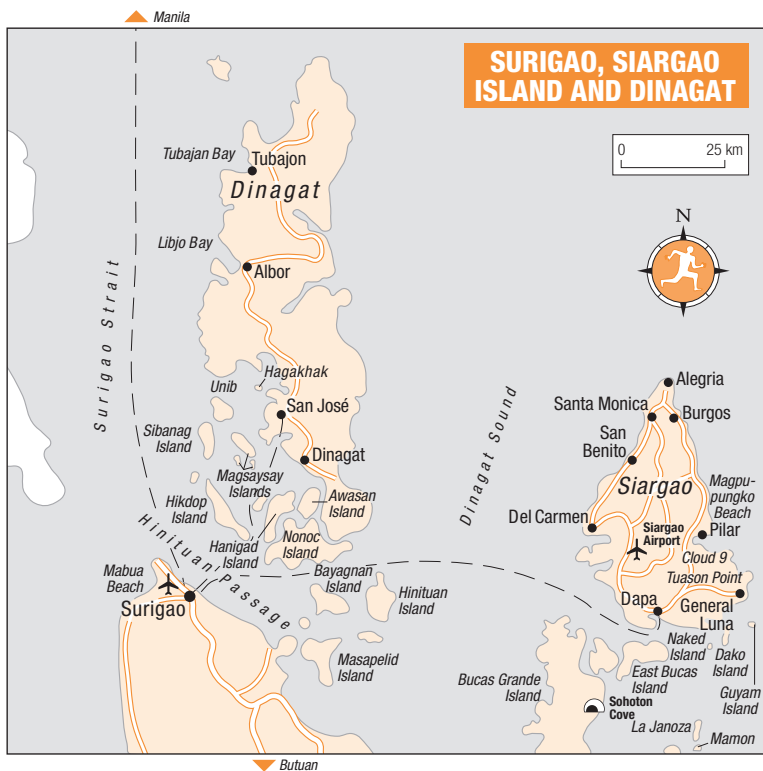 Manila
SURIGAO, SIARGAO
ISLAND AND DINAGAT
0 25 km
N
Tubajan Bay
Tubajon
Dinagat
Libjo Bay
Albor
Surigao Strait
Hagakhak
Unib
San José
Sibanag
Island
Dinagat
Magsaysay
Islands
Hikdop
Island
Awasan
Island
Hanigad
Island
Nonoc
Island
Hinituan Passage
Mabua
Beach
Surigao
Bayagnan
Island
Hinituan
Island
Masapelid
Island
Dinagat Sound
Alegria
Santa Monica
Burgos
San
Benito
Siargao
Magpu-
pungko
Beach
Del Carmen
Siargao
Airport
Pilar
Cloud 9
Tuason Point
Dapa
General
Luna
Naked
Island
Dako
Island
Guyam
Island
East Bucas
Island
Bucas Grande
Island
Sohoton
Cove
La Janoza
Mamon
Butuan